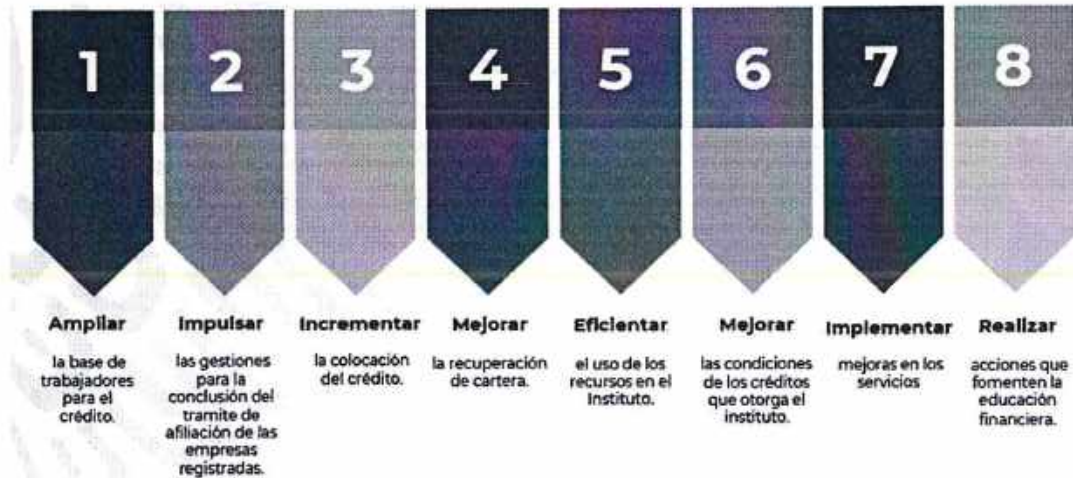 1
2
3
4
5
6
7
8
Ampliar
la base de
trabajadores
para el
crédito.
Impulsar
las gestiones
para la
conclusión del
tramite de
afiliación de las
empresas
registradas.
Incrementar
la colocación
del crédito.
Mejorar
la recuperación
de cartera.
Eficientar
el uso de los
recursos en el
Instituto.
Mejorar
las condiciones
de los créditos
que otorga el
instituto.
Implementar
mejoras en los
servicios
Realizar
acciones que
fomenten la
educación
financiera.